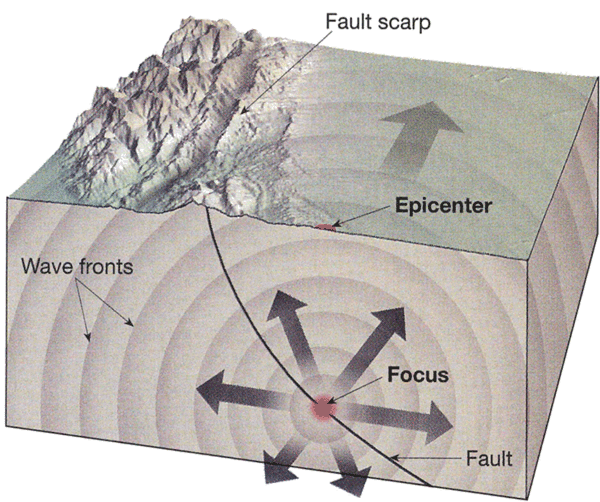 Fault scarp
Epicenter
Wave fronts
Focus
Fault